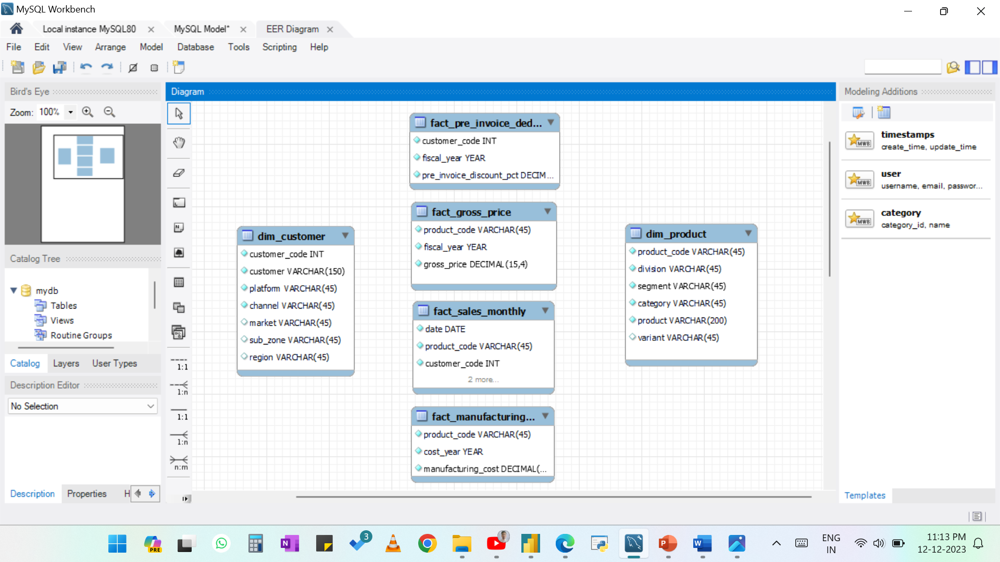 MySQL Workbench
Local instance MySQL80
MySQL Model*
EER Diagram
File Edit View Arrange Model Database Tools Scripting Help
Bird's Eye
Zoom: 100%
Catalog Tree
mydb
Tables
Views
Routine Groups
Catalog Layers User Types
Description Editor
No Selection
Description Properties H
Diagram
1:1
1:n
1:1
1:n
n:m
fact_pre_invoice_ded...
customer_code INT
fiscal_year YEAR
pre_invoice_discount_pct DECIM...
fact_gross_price
product_code VARCHAR(45)
fiscal_year YEAR
gross_price DECIMAL(15,4)
dim_customer
customer_code INT
customer VARCHAR(150)
platform VARCHAR(45)
channel VARCHAR(45)
market VARCHAR(45)
sub_zone VARCHAR(45)
region VARCHAR(45)
fact_sales_monthly
date DATE
product_code VARCHAR(45)
customer_code INT
2 more...
fact_manufacturing...
product_code VARCHAR(45)
cost_year YEAR
manufacturing_cost DECIMAL(...
dim_product
product_code VARCHAR(45)
division VARCHAR(45)
segment VARCHAR(45)
category VARCHAR(45)
product VARCHAR(200)
variant VARCHAR(45)
Modeling Additions
MWB
timestamps
create_time, update_time
MWB
user
username, email, passwor...
MWB
category
category_id, name
Templates
PRE
N
3
P
W
ENG
IN
11:13 PM
12-12-2023